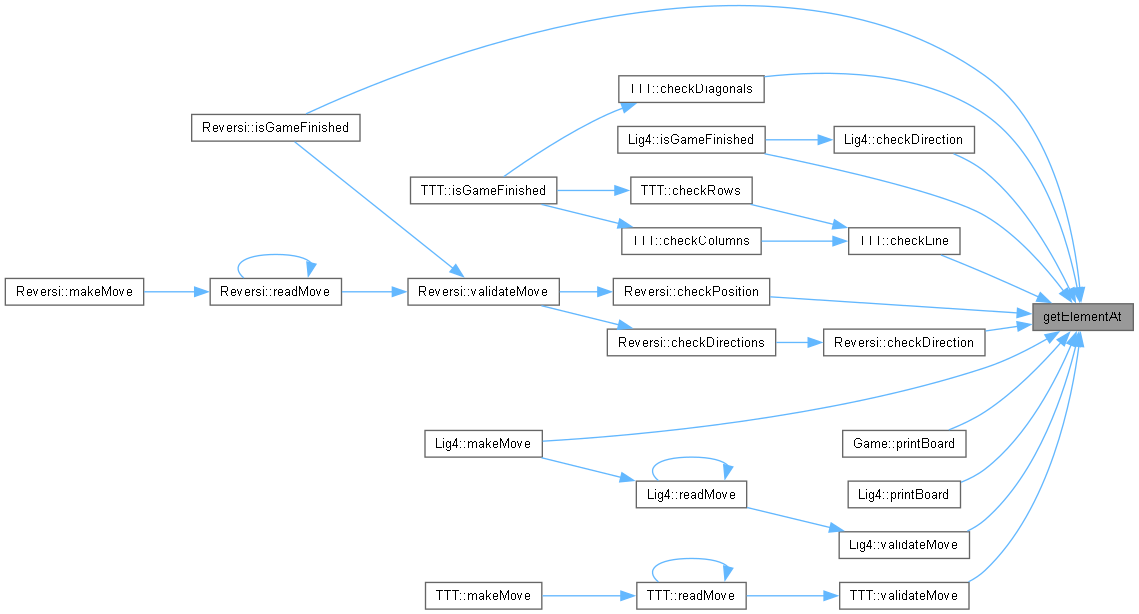 TTT::checkDiagonals
Reversi::isGameFinished
Lig4::isGameFinished
Lig4::checkDirection
TTT::isGameFinished
TTT::checkRows
TTT::checkColumns
TTT::checkLine
Reversi::makeMove
Reversi::readMove
Reversi::validateMove
Reversi::checkPosition
getElementAt
Reversi::checkDirections
Reversi::checkDirection
Lig4::makeMove
Game::printBoard
Lig4::readMove
Lig4::printBoard
Lig4::validateMove
TTT::makeMove
TTT::readMove
TTT::validateMove